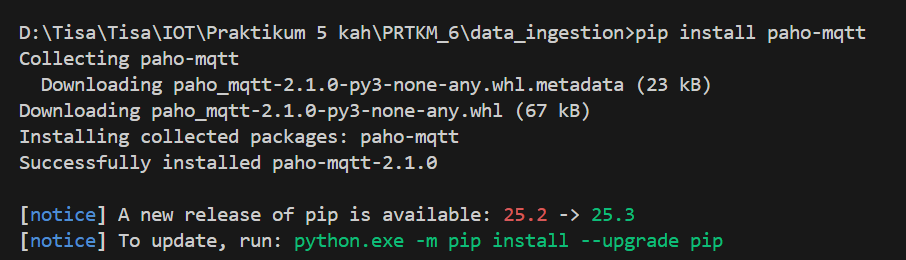 D:\Tisa\Tisa\IOT\Praktikum 5 kah\PRTKM_6\data_ingestion>pip install paho-mqtt
Collecting paho-mqtt
  Downloading paho_mqtt-2.1.0-py3-none-any.whl.metadata (23 kB)
Downloading paho_mqtt-2.1.0-py3-none-any.whl (67 kB)
Installing collected packages: paho-mqtt
Successfully installed paho-mqtt-2.1.0
[notice] A new release of pip is available: 25.2 -> 25.3
[notice] To update, run: python.exe -m pip install --upgrade pip